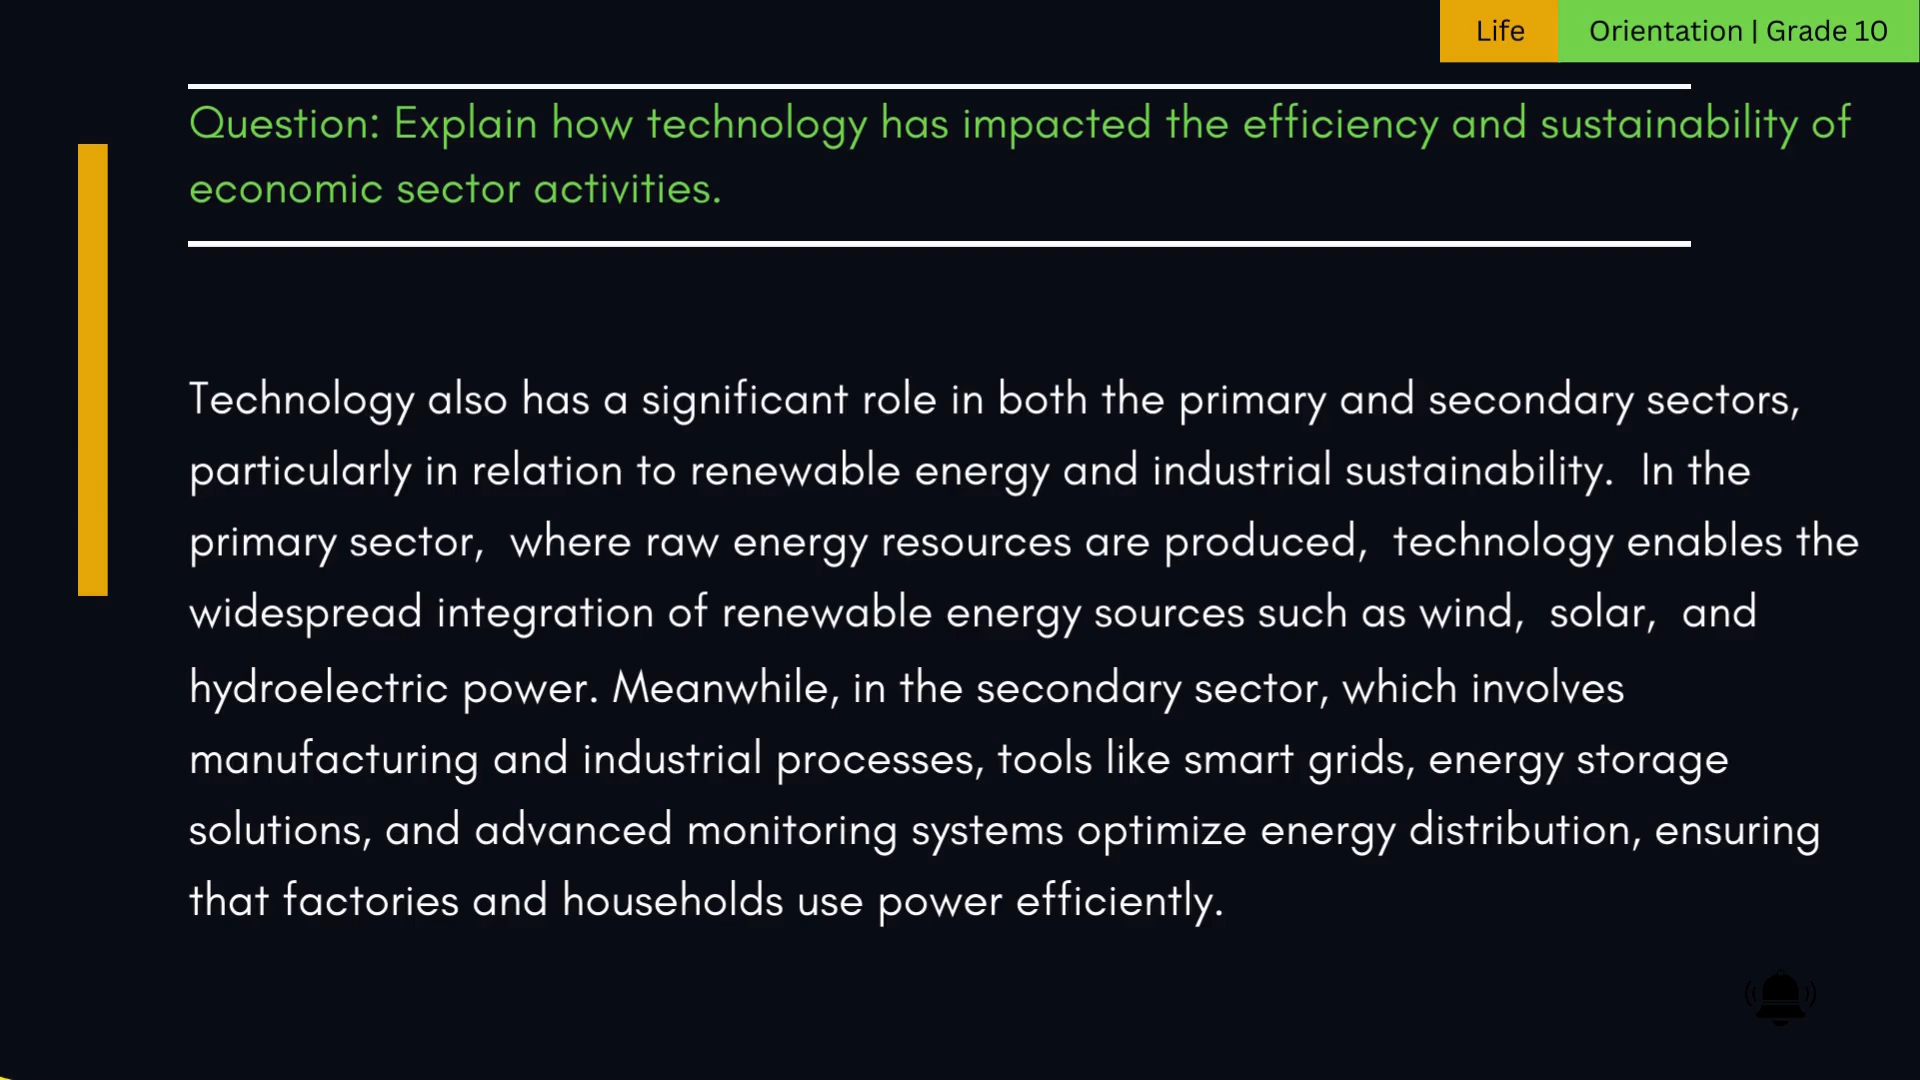 Life Orientation | Grade 10
Question: Explain how technology has impacted the efficiency and sustainability of
economic sector activities.
Technology also has a significant role in both the primary and secondary sectors,
particularly in relation to renewable energy and industrial sustainability.  In the
primary sector,  where raw energy resources are produced,  technology enables the
widespread integration of renewable energy sources such as wind,  solar,  and
hydroelectric power. Meanwhile, in the secondary sector, which involves
manufacturing and industrial processes, tools like smart grids, energy storage
solutions, and advanced monitoring systems optimize energy distribution, ensuring
that factories and households use power efficiently.